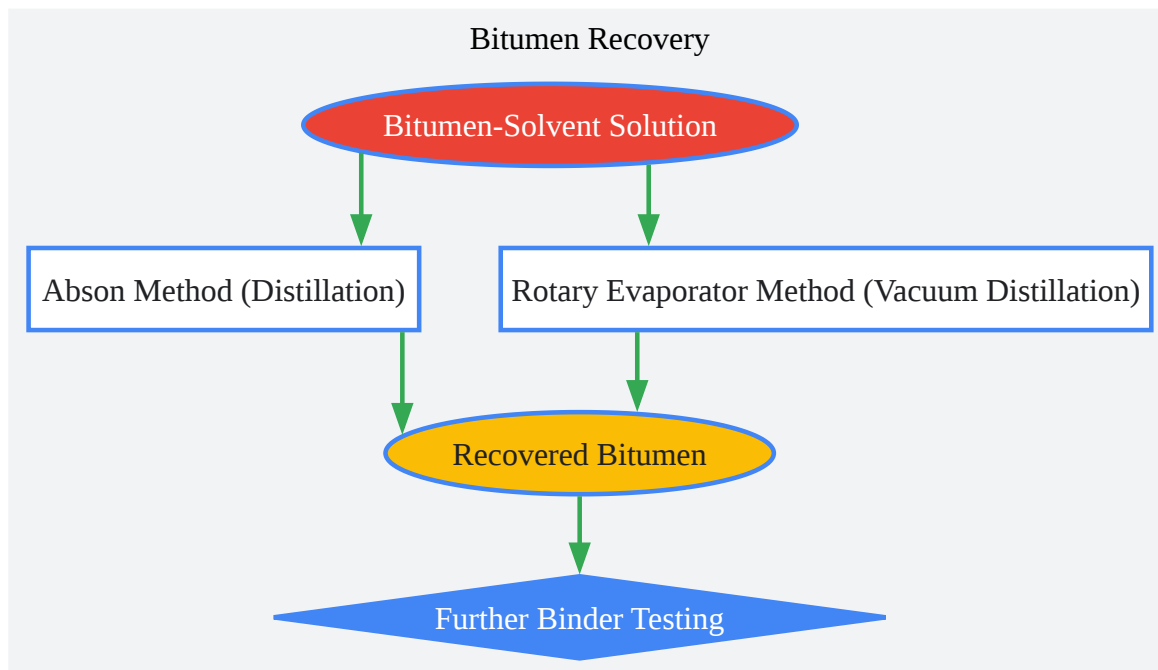 Bitumen Recovery
Bitumen-Solvent Solution
Abson Method (Distillation)
Rotary Evaporator Method (Vacuum Distillation)
Recovered Bitumen
Further Binder Testing